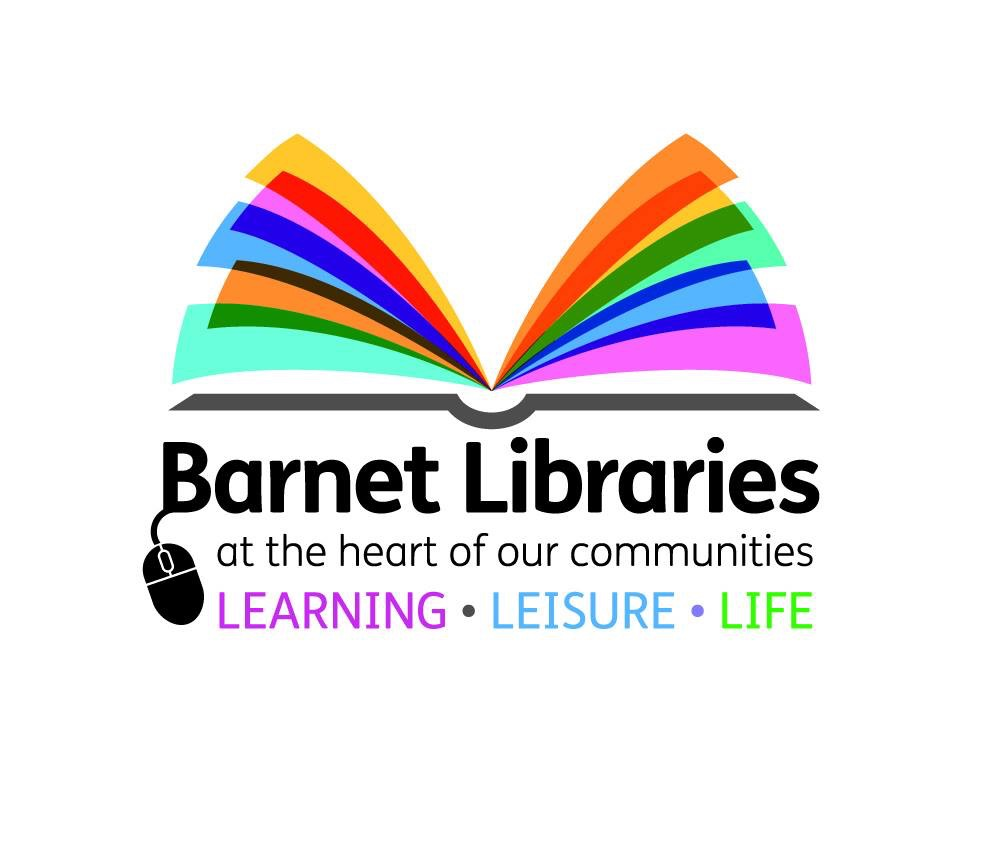 Barnet Libraries
at the heart of our communities
LEARNING • LEISURE • LIFE